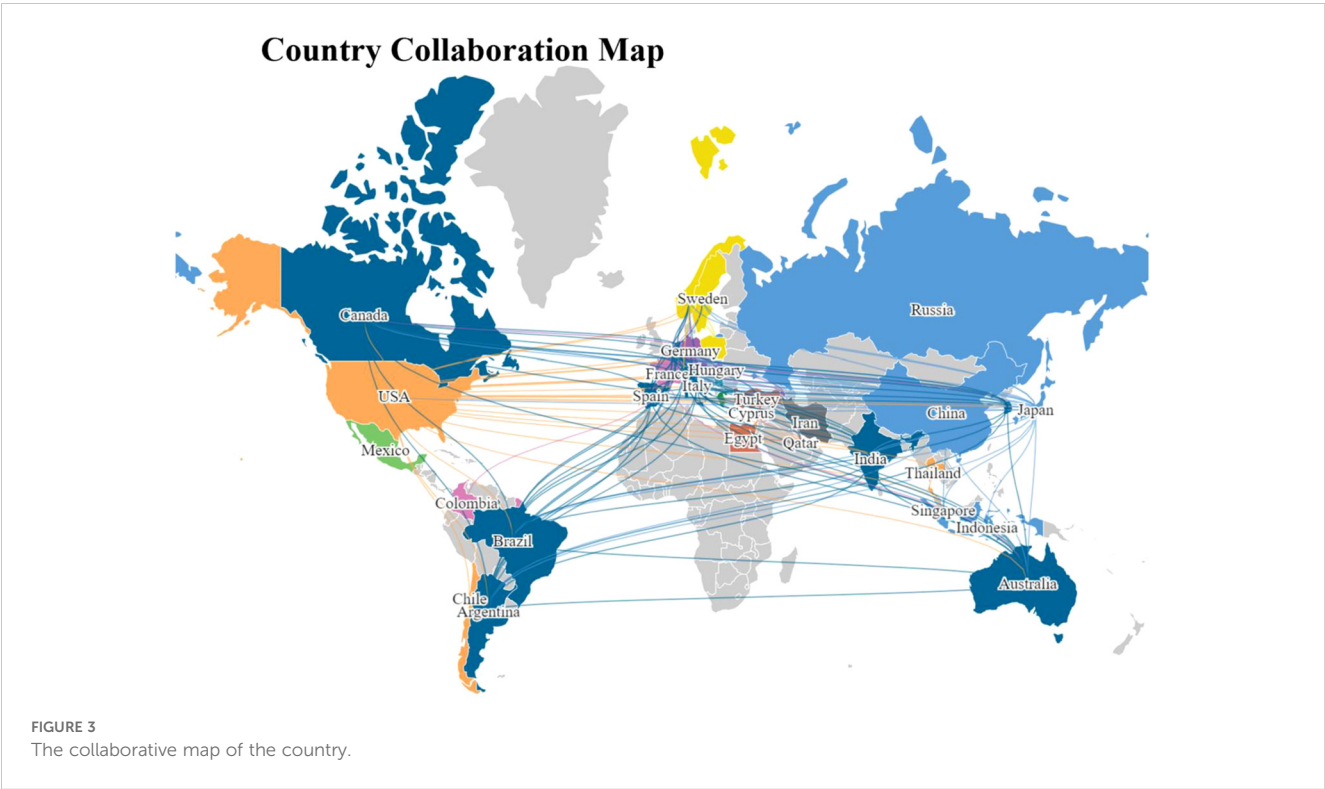 Country Collaboration Map
Sweden
Russia
Canada
Germany
France
Hungary
Italy
USA
Spain
Turkey
Cyprus
China
Japan
Iran
Egypt
Qatar
Mexico
India
Thailand
Colombia
Singapore
Indonesia
Brazil
Australia
Chile
Argentina
FIGURE 3
The collaborative map of the country.